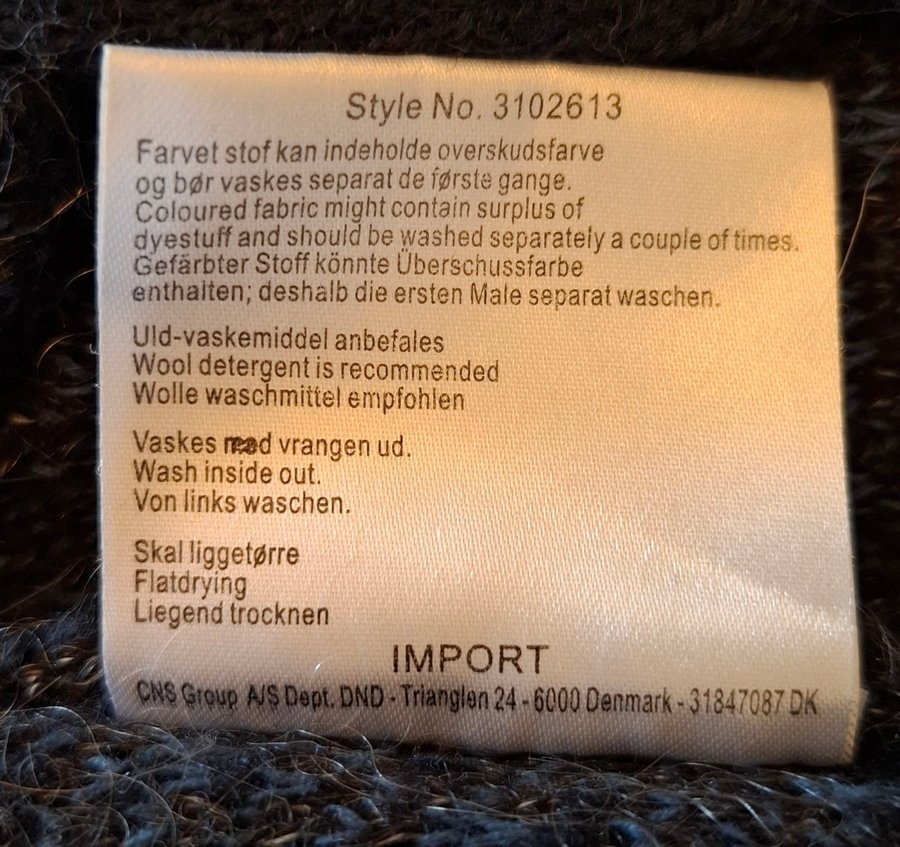 Style No. 3102613
Farvet stof kan indeholde overskudsfarve
og bør vaskes separat de første gange.
Coloured fabric might contain surplus of
dyestuff and should be washed separately a couple of times.
Gefärbter Stoff könnte Überschussfarbe
enthalten; deshalb die ersten Male separat waschen.
Uld-vaskemiddel anbefales
Wool detergent is recommended
Wolle waschmittel empfohlen
Vaskes med vrangen ud.
Wash inside out.
Von links waschen.
Skal liggetørre
Flatdrying
Liegend trocknen
IMPORT
CNS Group A/S Dept. DND - Trianglen 24 - 6000 Denmark - 31847087 DK